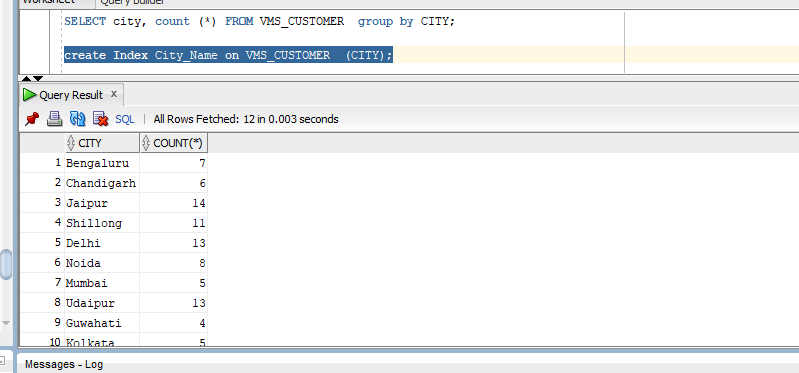 Worksheet Query Builder
SELECT city, count (*) FROM VMS_CUSTOMER  group by CITY;
create Index City_Name on VMS_CUSTOMER  (CITY);
Query Result x
SQL | All Rows Fetched: 12 in 0.003 seconds
CITY COUNT(*)
1 Bengaluru 7
2 Chandigarh 6
3 Jaipur 14
4 Shillong 11
5 Delhi 13
6 Noida 8
7 Mumbai 5
8 Udaipur 13
9 Guwahati 4
10 Kolkata 5
Messages - Log